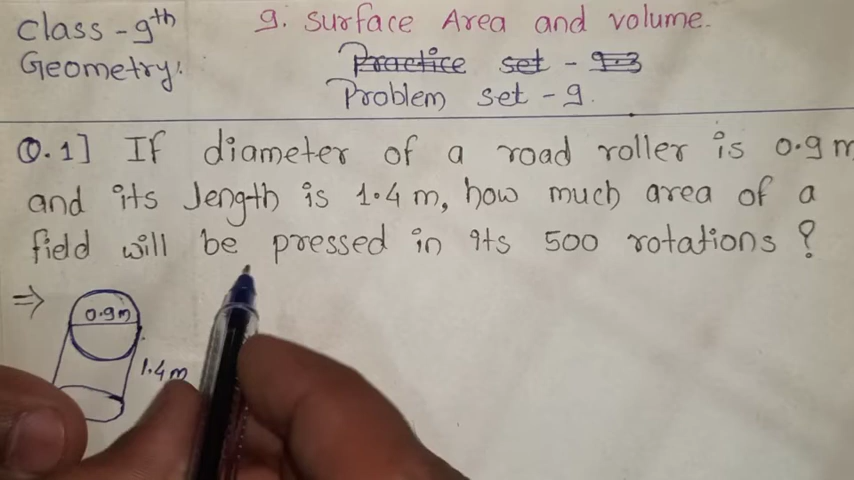 Class - 9th
9. Surface Area and volume.
Geometry:
Practice set - 9.3
Problem set - 9.
Q.1] If diameter of a road roller is 0.9 m
and its length is 1.4 m, how much area of a
field will be pressed in its 500 rotations ?
⇒
0.9m
1.4m